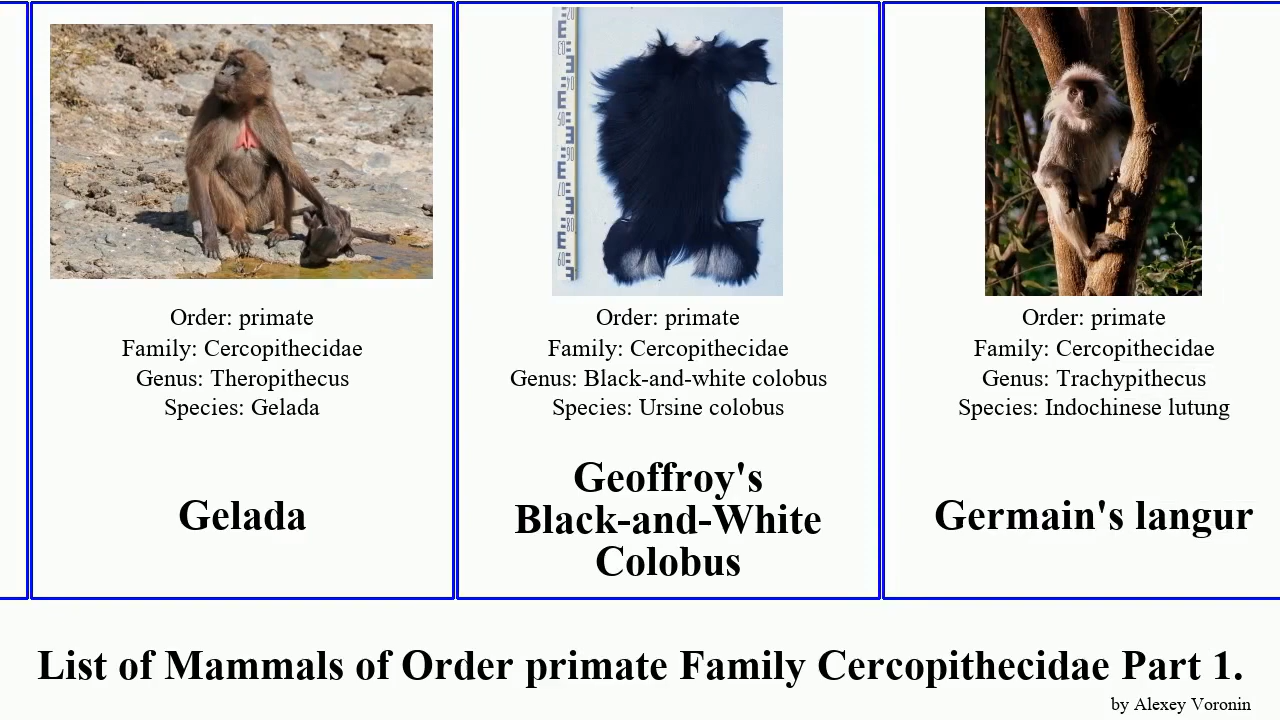 Order: primate
Family: Cercopithecidae
Genus: Theropithecus
Species: Gelada
Gelada
Order: primate
Family: Cercopithecidae
Genus: Black-and-white colobus
Species: Ursine colobus
Geoffroy's
Black-and-White
Colobus
Order: primate
Family: Cercopithecidae
Genus: Trachypithecus
Species: Indochinese lutung
Germain's langur
List of Mammals of Order primate Family Cercopithecidae Part 1.
by Alexey Voronin